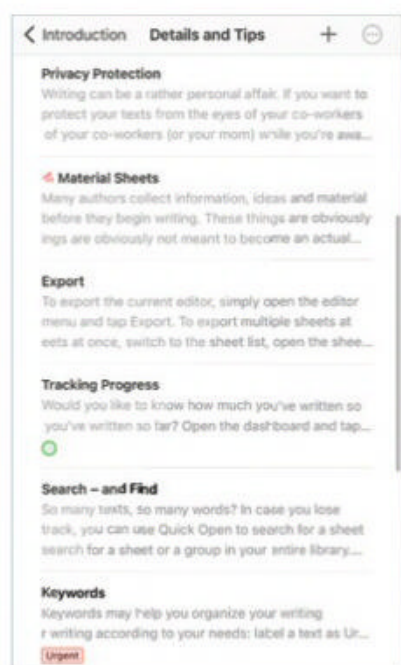 Introduction Details and Tips
Privacy Protection
Writing can be a rather personal affair. If you want to
protect your texts from the eyes of your co-workers
of your co-workers (or your mom) while you're awa...
Material Sheets
Many authors collect information, ideas and material
before they begin writing. These things are obviously
ings are obviously not meant to become an actual...
Export
To export the current editor, simply open the editor
menu and tap Export. To export multiple sheets at
eets at once, switch to the sheet list, open the shee...
Tracking Progress
Would you like to know how much you've written so
you've written so far? Open the dashboard and tap...
Search – and Find
So many texts, so many words? In case you lose
track, you can use Quick Open to search for a sheet
search for a sheet or a group in your entire library....
Keywords
Keywords may help you organize your writing
r writing according to your needs: label a text as Ur...
Urgent